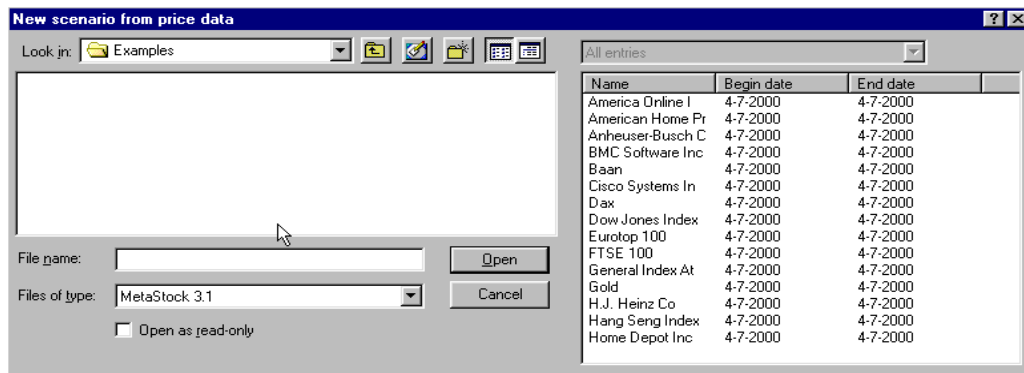 New scenario from price data
Look in: Examples
All entries
Name Begin date End date
America Online I 4-7-2000 4-7-2000
American Home Pr 4-7-2000 4-7-2000
Anheuser-Busch C 4-7-2000 4-7-2000
BMC Software Inc 4-7-2000 4-7-2000
Baan 4-7-2000 4-7-2000
Cisco Systems In 4-7-2000 4-7-2000
Dax 4-7-2000 4-7-2000
Dow Jones Index 4-7-2000 4-7-2000
Eurotop 100 4-7-2000 4-7-2000
FTSE 100 4-7-2000 4-7-2000
General Index At 4-7-2000 4-7-2000
Gold 4-7-2000 4-7-2000
H.J. Heinz Co 4-7-2000 4-7-2000
Hang Seng Index 4-7-2000 4-7-2000
Home Depot Inc 4-7-2000 4-7-2000
File name:
Open
Files of type: MetaStock 3.1
Cancel
Open as read-only